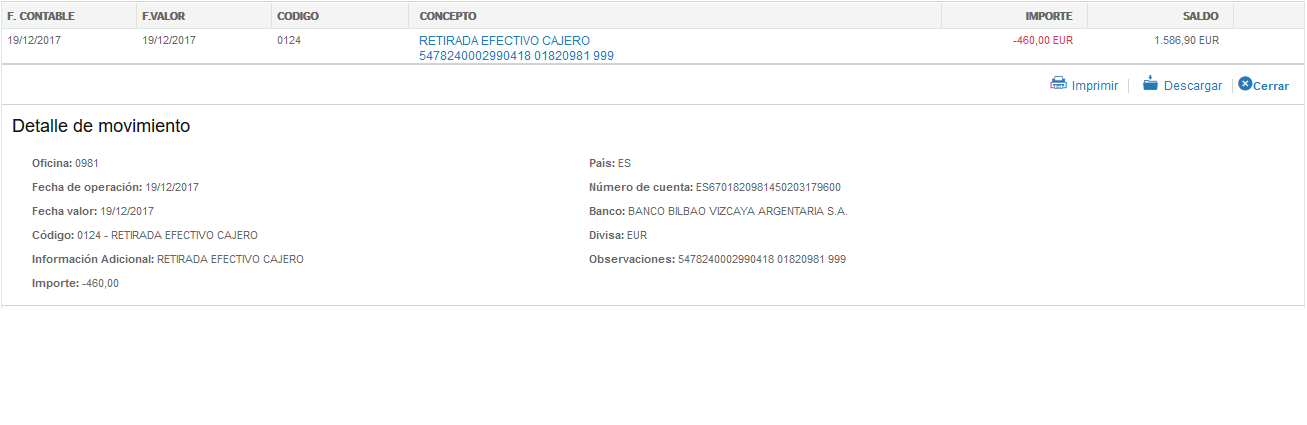 F. CONTABLE F.VALOR CODIGO CONCEPTO IMPORTE SALDO
19/12/2017 19/12/2017 0124 RETIRADA EFECTIVO CAJERO -460,00 EUR 1.586,90 EUR
5478240002990418 01820981 999
Imprimir Descargar Cerrar
Detalle de movimiento
Oficina: 0981 País: ES
Fecha de operación: 19/12/2017 Número de cuenta: ES6701820981450203179600
Fecha valor: 19/12/2017 Banco: BANCO BILBAO VIZCAYA ARGENTARIA S.A.
Código: 0124 - RETIRADA EFECTIVO CAJERO Divisa: EUR
Información Adicional: RETIRADA EFECTIVO CAJERO Observaciones: 5478240002990418 01820981 999
Importe: -460,00